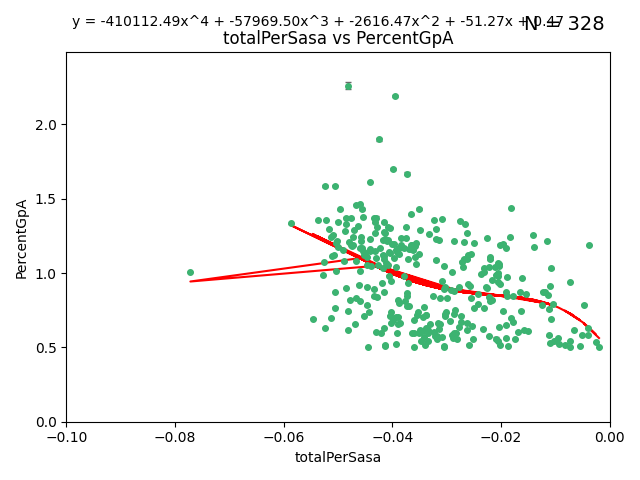 y = -410112.49x^4 + -57969.50x^3 + -2616.47x^2 + -51.27x + 0.47
N = 328
totalPerSasa vs PercentGpA
PercentGpA
2.0
1.5
1.0
0.5
0.0
−0.10 −0.08 −0.06 −0.04 −0.02 0.00
totalPerSasa